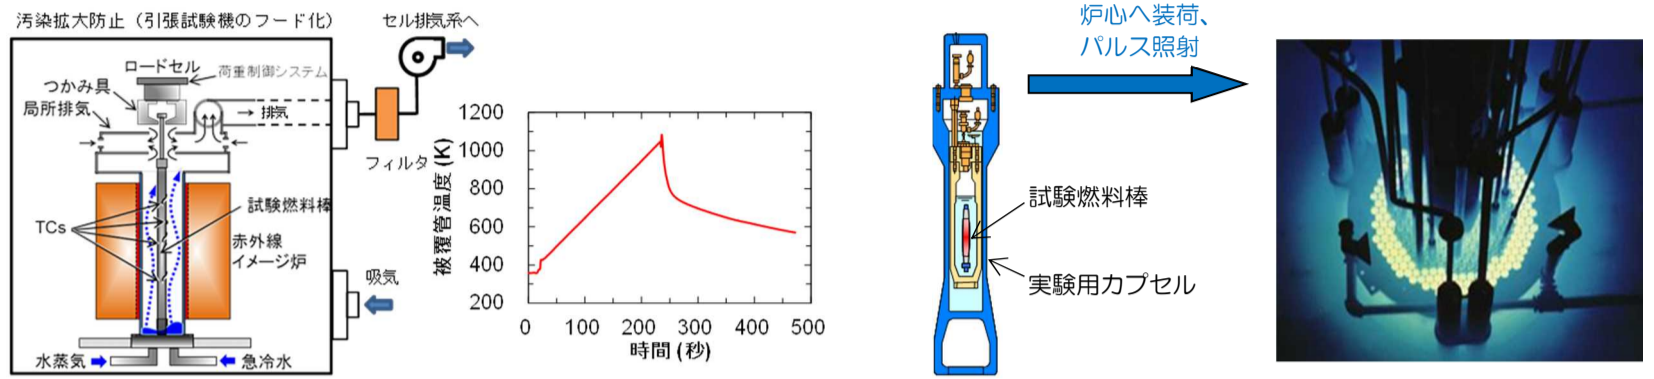 汚染拡大防止（引張試験機のフード化）
セル排気系へ
ロードセル
荷重制御システム
つかみ具
局所排気
排気
フィルタ
試験燃料棒
TCs
赤外線
イメージ炉
吸気
水蒸気
急冷水
被覆管温度 (K)
1200
1000
800
600
400
200
0
100
200
300
400
500
時間 (秒)
炉心へ装荷、
パルス照射
試験燃料棒
実験用カプセル